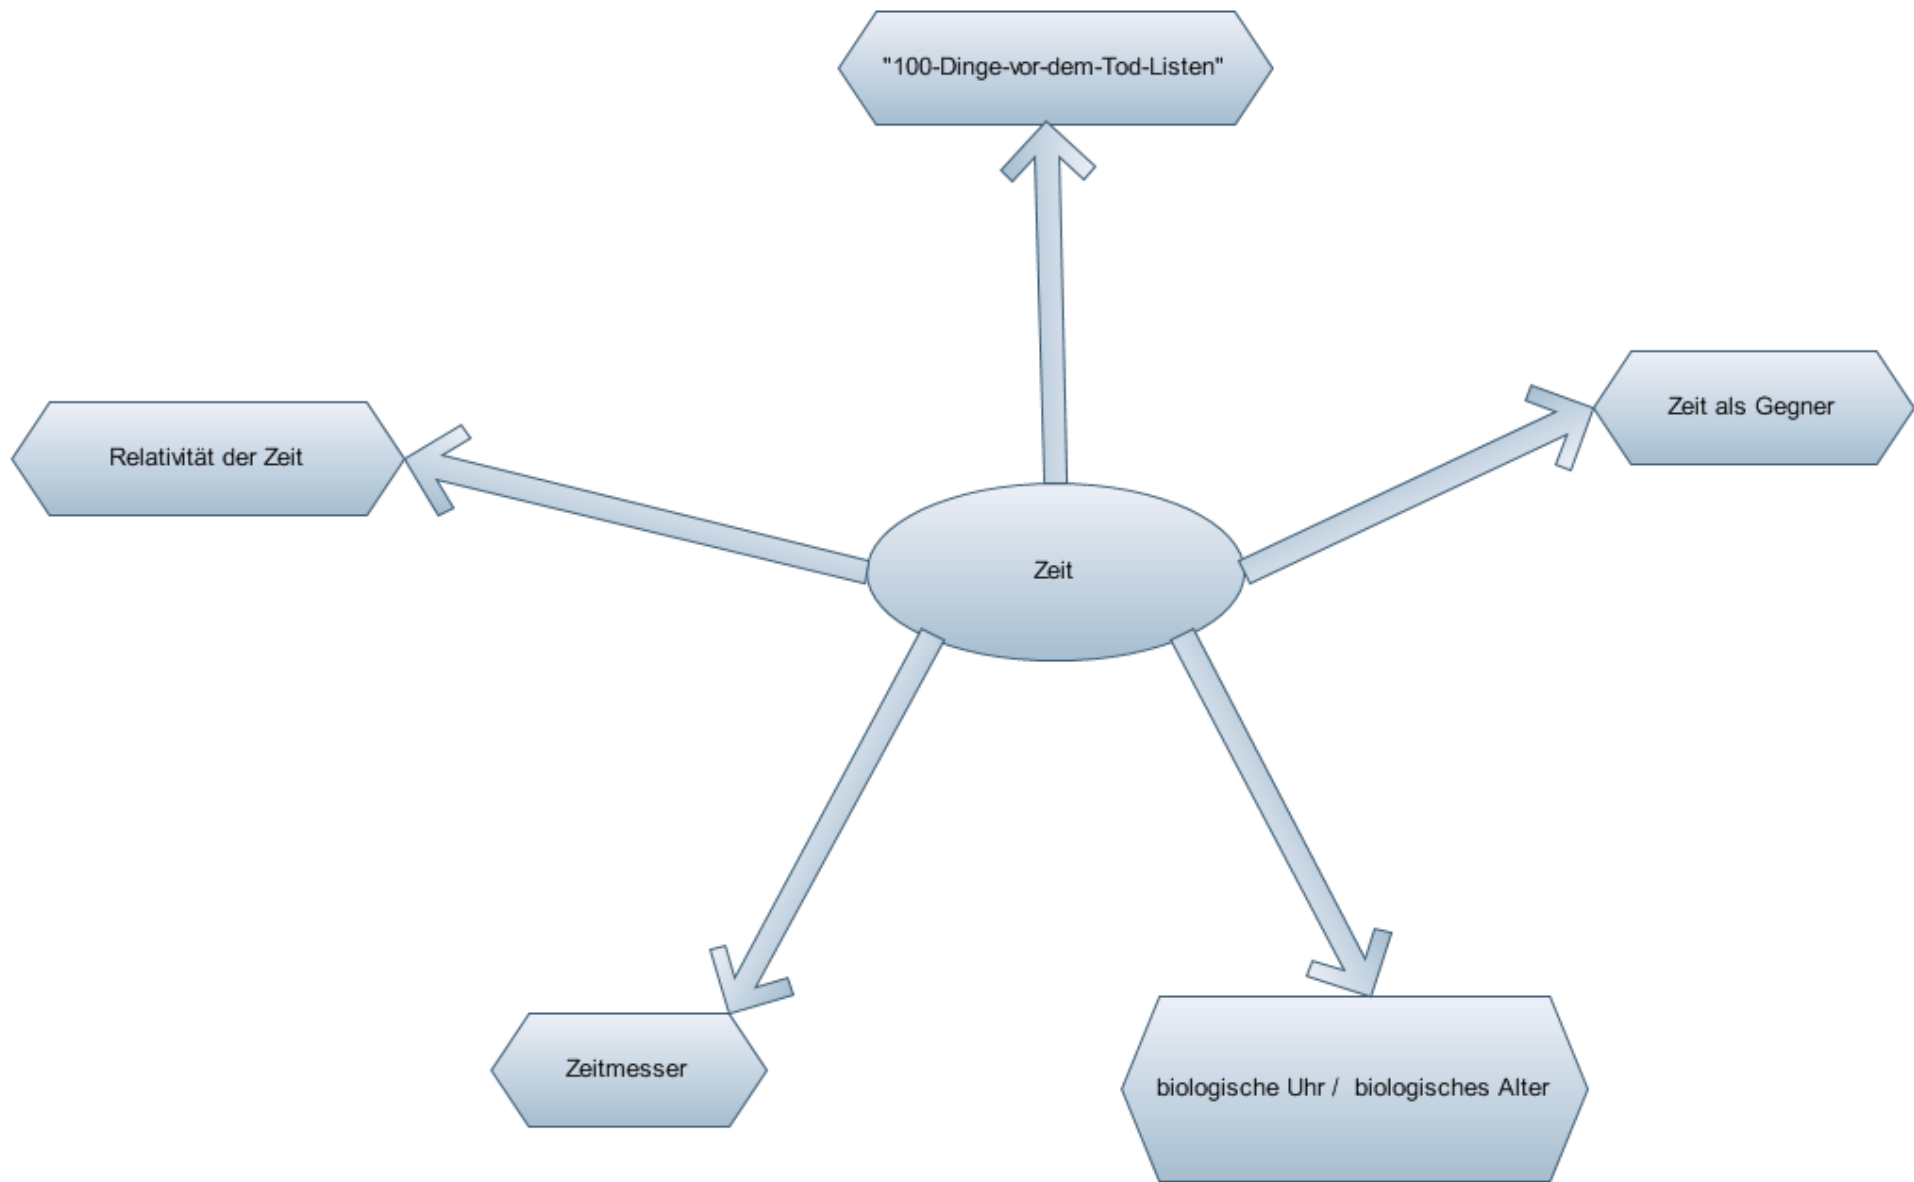 "100-Dinge-vor-dem-Tod-Listen"
Zeit als Gegner
Relativität der Zeit
Zeit
Zeitmesser
biologische Uhr /  biologisches Alter